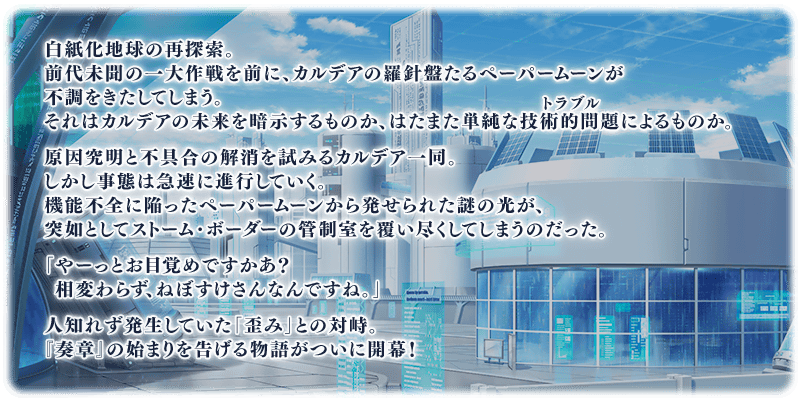 白紙化地球の再探索。
前代未聞の一大作戦を前に、カルデアの羅針盤たるペーパームーンが
不調をきたしてしまう。
トラブル
それはカルデアの未来を暗示するものか、はたまた単純な技術的問題によるものか。
原因究明と不具合の解消を試みるカルデア一同。
しかし事態は急速に進行していく。
機能不全に陥ったペーパームーンから発せられた謎の光が、
突如としてストーム・ボーダーの管制室を覆い尽くしてしまうのだった。
「やーっとお目覚めですかあ?
相変わらず、ねぼすけさんなんですね。」
人知れず発生していた「歪み」との対峙。
『奏章』の始まりを告げる物語がついに開幕!